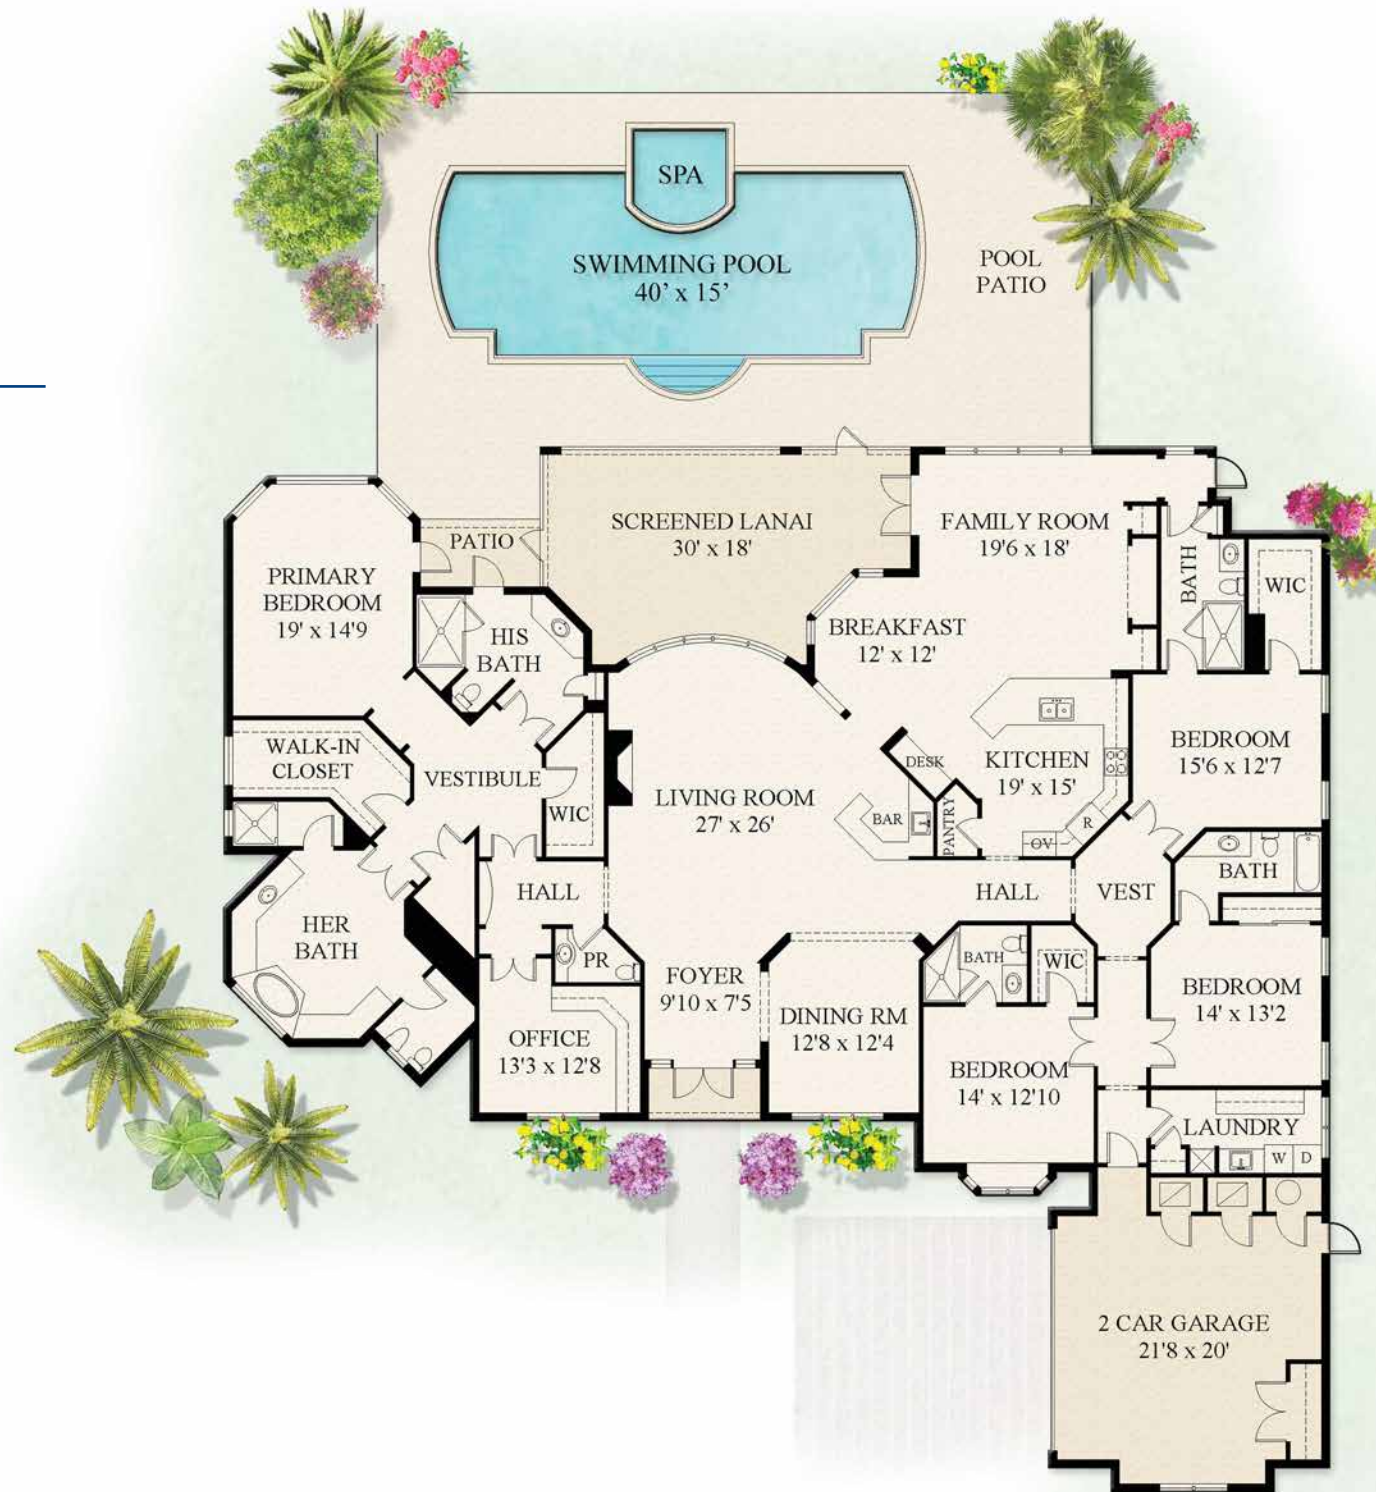 SPA
SWIMMING POOL
40’ x 15’
POOL
PATIO
SCREENED LANAI
30' x 18'
FAMILY ROOM
19'6 x 18'
PATIO
PRIMARY
BEDROOM
19' x 14'9
HIS
BATH
BREAKFAST
12' x 12'
BATH
WIC
WALK-IN
CLOSET
VESTIBULE
WIC
LIVING ROOM
27' x 26'
DESK
KITCHEN
19' x 15'
BEDROOM
15'6 x 12'7
BAR
PANTRY
R
OV
BATH
HALL
HALL
VEST
HER
BATH
PR
FOYER
9'10 x 7'5
BATH
WIC
BEDROOM
14' x 13'2
OFFICE
13'3 x 12'8
DINING RM
12'8 x 12'4
BEDROOM
14' x 12'10
LAUNDRY
W D
2 CAR GARAGE
21'8 x 20'